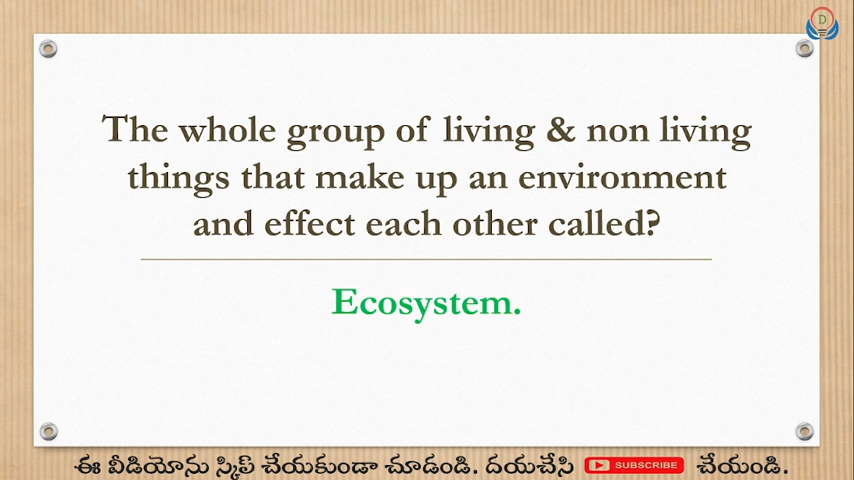 D
The whole group of living & non living
things that make up an environment
and effect each other called?
Ecosystem.
ఈ వీడియోను స్కిప్ చేయకుండా చూడండి. దయచేసి SUBSCRIBE చేయండి.